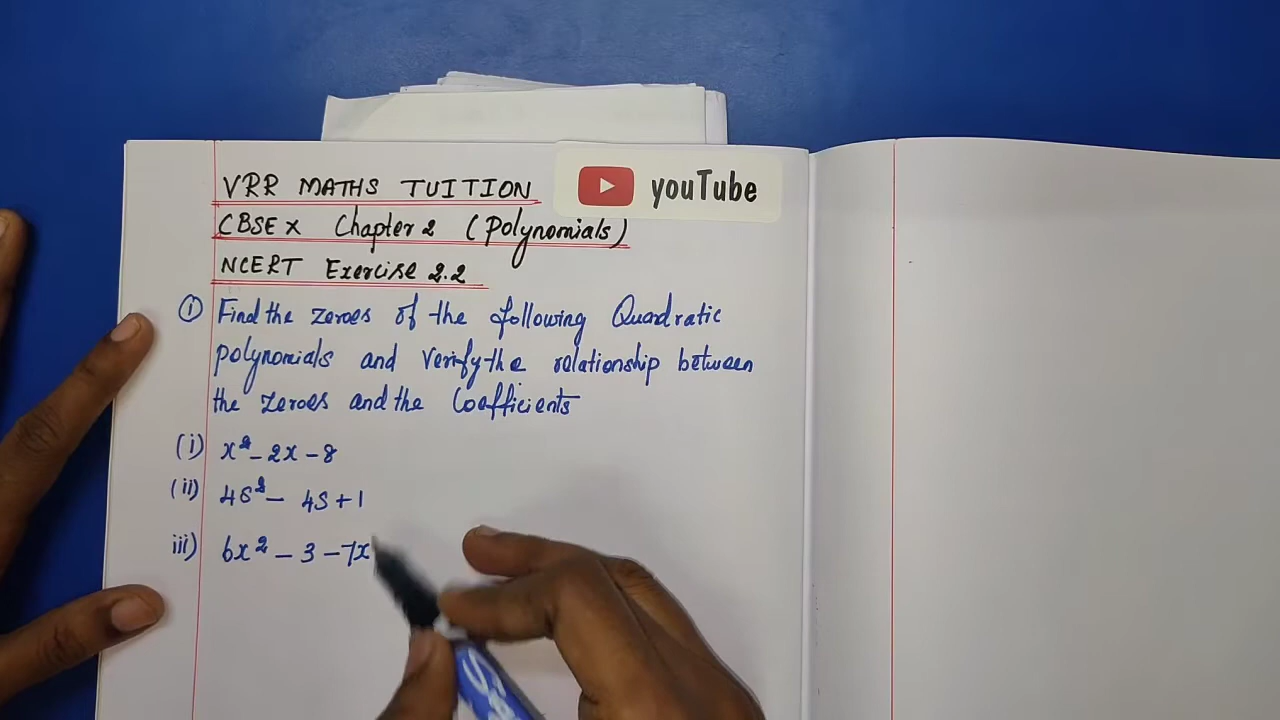 VRR MATHS TUITION
youTube
CBSE X Chapter 2 (Polynomials)
NCERT Exercise 2.2
① Find the zeroes of the following Quadratic
polynomials and verify the relationship between
the zeroes and the Coefficients
(i) x² - 2x - 8
(ii) 4s² - 4s + 1
iii) 6x² - 3 - 7x